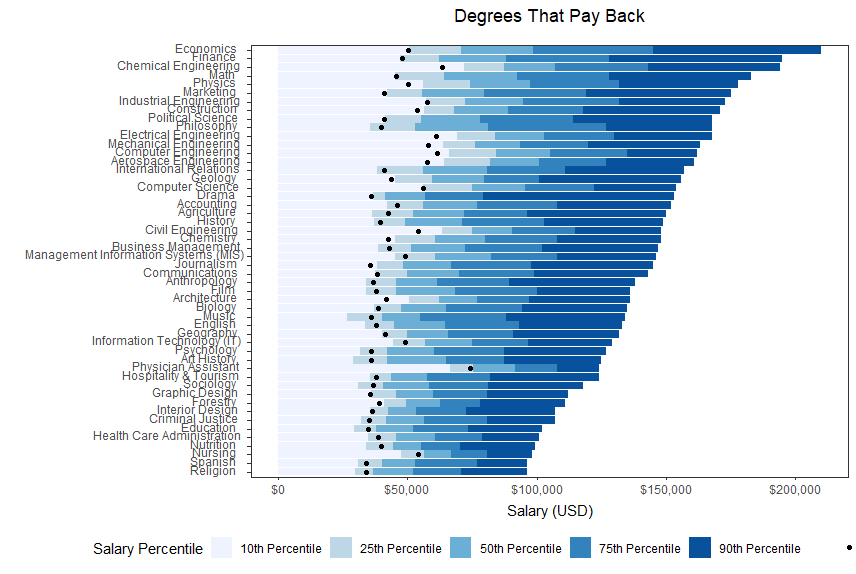 Degrees That Pay Back
Economics
Finance
Chemical Engineering
Math
Physics
Marketing
Industrial Engineering
Construction
Political Science
Philosophy
Electrical Engineering
Mechanical Engineering
Computer Engineering
Aerospace Engineering
International Relations
Geology
Computer Science
Drama
Accounting
Agriculture
History
Civil Engineering
Chemistry
Business Management
Management Information Systems (MIS)
Journalism
Communications
Anthropology
Film
Architecture
Biology
Music
English
Geography
Information Technology (IT)
Psychology
Art History
Physician Assistant
Hospitality & Tourism
Sociology
Graphic Design
Forestry
Interior Design
Criminal Justice
Education
Health Care Administration
Nutrition
Nursing
Spanish
Religion
$0 $50,000 $100,000 $150,000 $200,000
Salary (USD)
Salary Percentile 10th Percentile 25th Percentile 50th Percentile 75th Percentile 90th Percentile